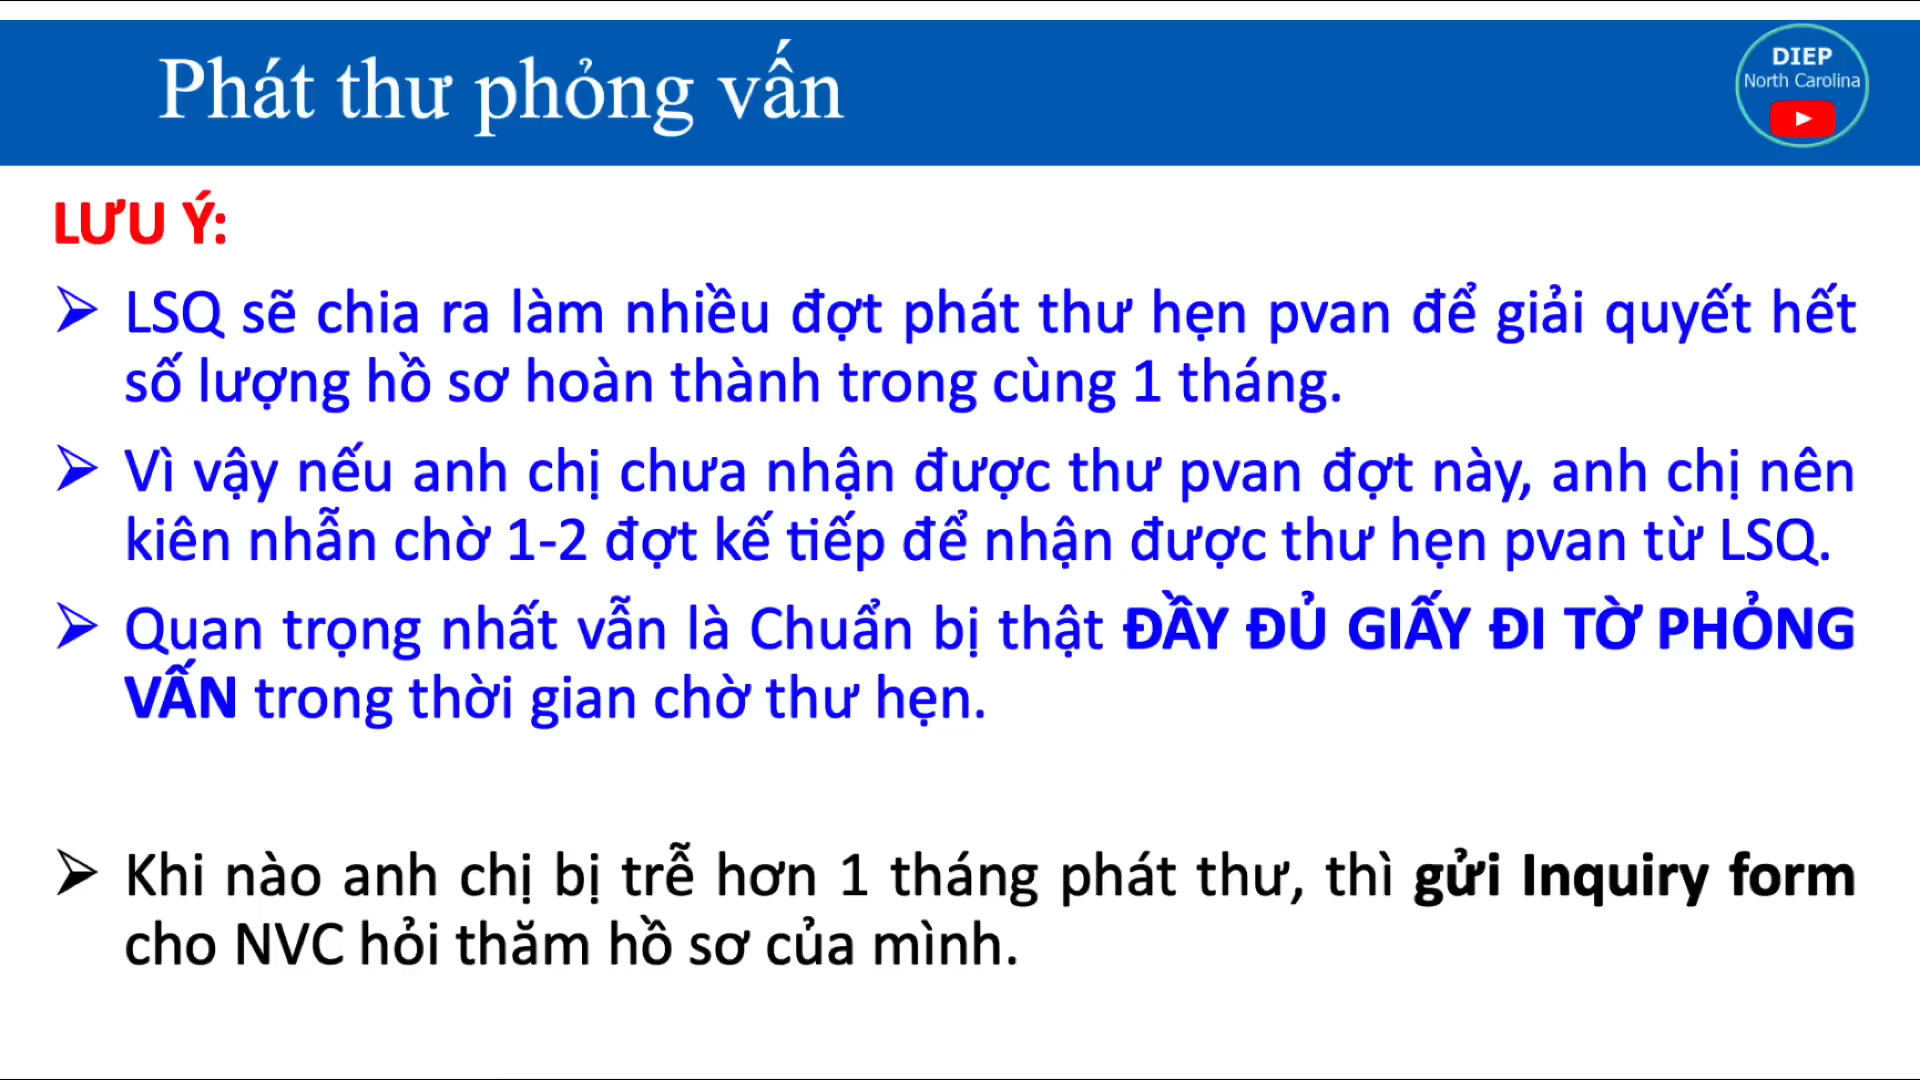 Phát thư phỏng vấn
DIEP
North Carolina
LƯU Ý:
LSQ sẽ chia ra làm nhiều đợt phát thư hẹn pvan để giải quyết hết
số lượng hồ sơ hoàn thành trong cùng 1 tháng.
Vì vậy nếu anh chị chưa nhận được thư pvan đợt này, anh chị nên
kiên nhẫn chờ 1-2 đợt kế tiếp để nhận được thư hẹn pvan từ LSQ.
Quan trọng nhất vẫn là Chuẩn bị thật ĐẦY ĐỦ GIẤY ĐI TỜ PHỎNG
VẤN trong thời gian chờ thư hẹn.
Khi nào anh chị bị trễ hơn 1 tháng phát thư, thì gửi Inquiry form
cho NVC hỏi thăm hồ sơ của mình.